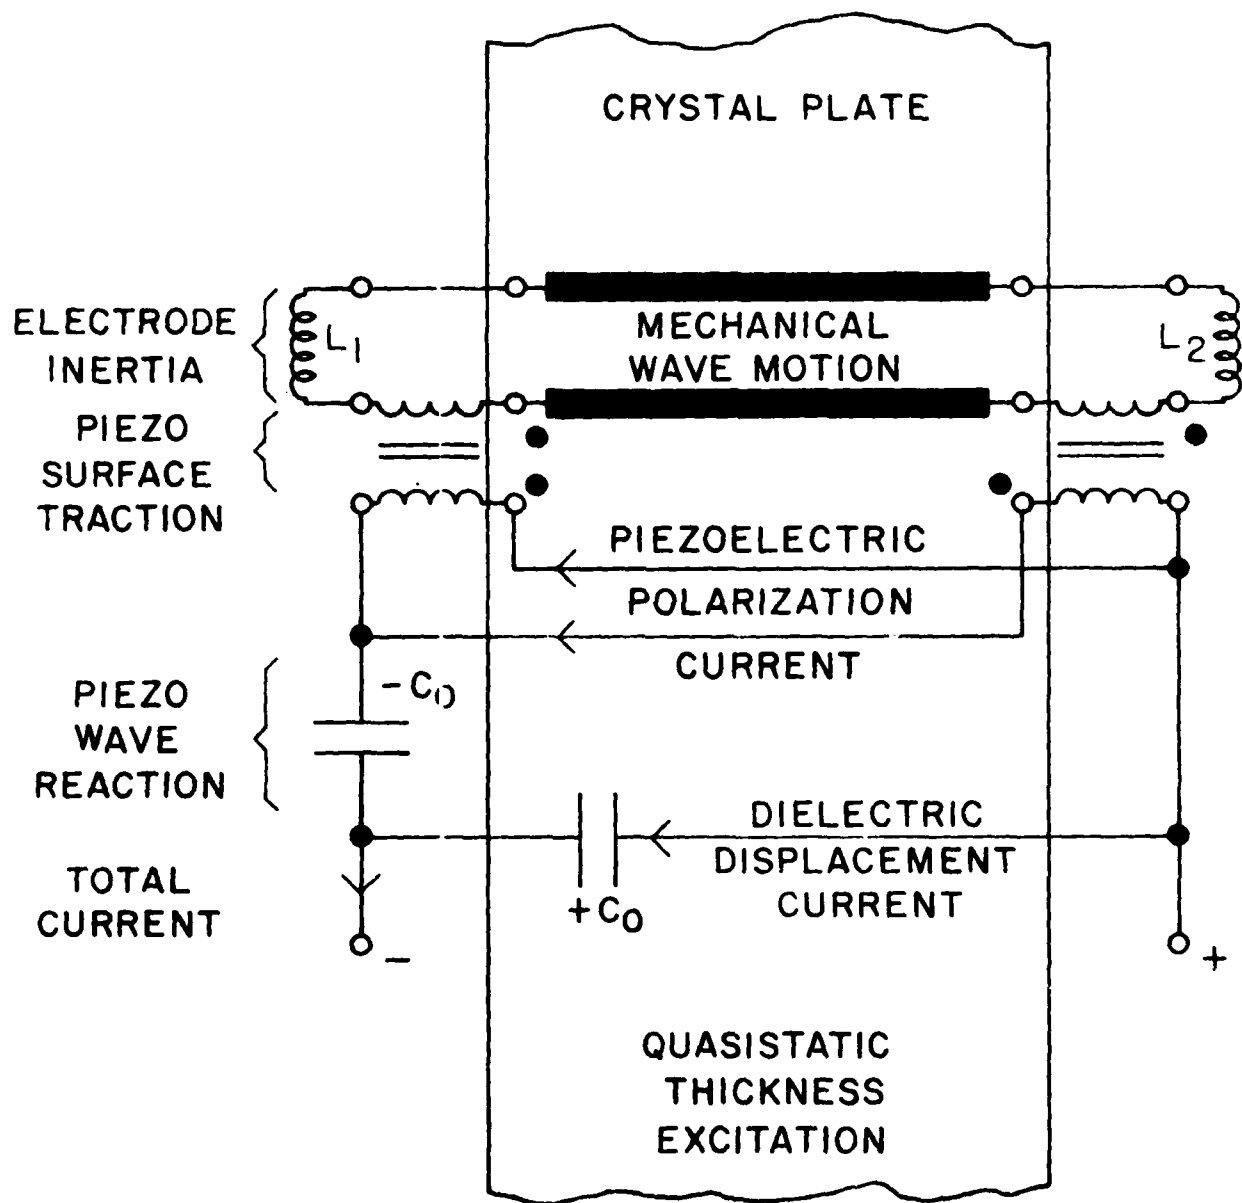 CRYSTAL PLATE
ELECTRODE
INERTIA
L1
MECHANICAL
WAVE MOTION
L2
PIEZO
SURFACE
TRACTION
PIEZOELECTRIC
POLARIZATION
CURRENT
PIEZO
WAVE
REACTION
-C0
DIELECTRIC
DISPLACEMENT
CURRENT
+C0
TOTAL
CURRENT
-
+
QUASISTATIC
THICKNESS
EXCITATION